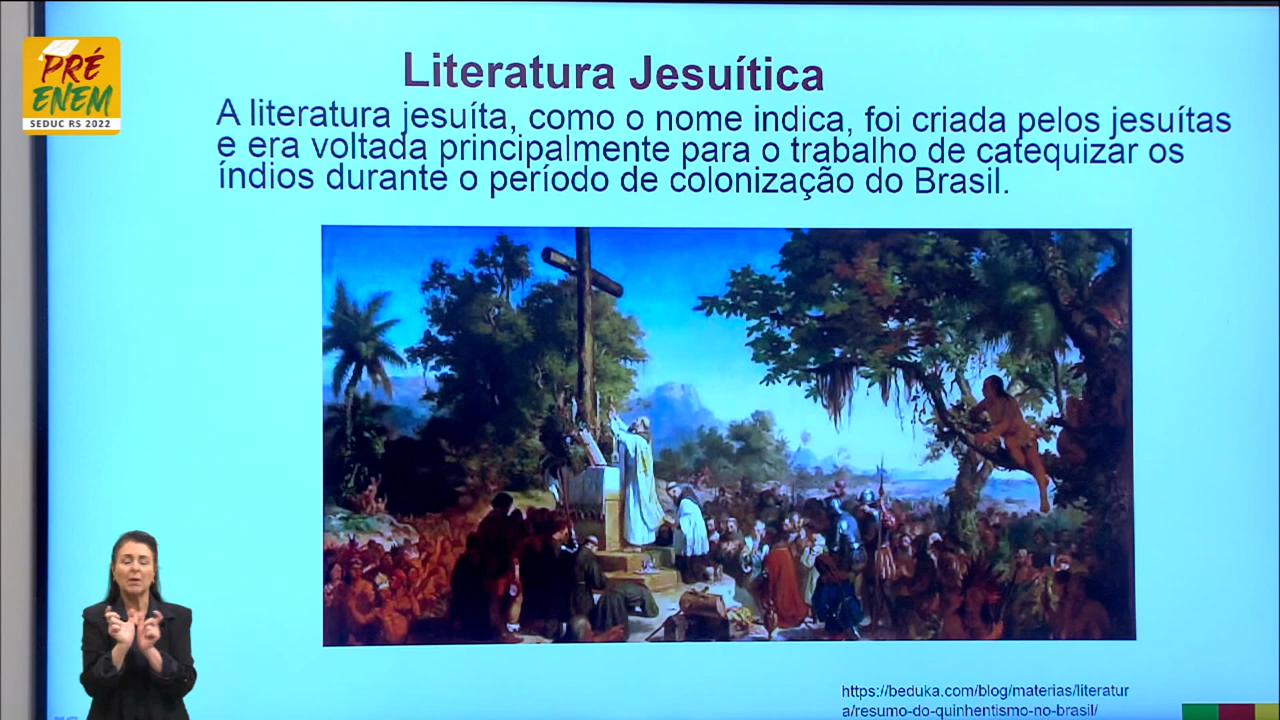 PRÉ
ENEM
SEDUC RS 2022
Literatura Jesuítica
A literatura jesuíta, como o nome indica, foi criada pelos jesuítas
e era voltada principalmente para o trabalho de catequizar os
índios durante o período de colonização do Brasil.
https://beduka.com/blog/materias/literatur
a/resumo-do-quinhentismo-no-brasil/